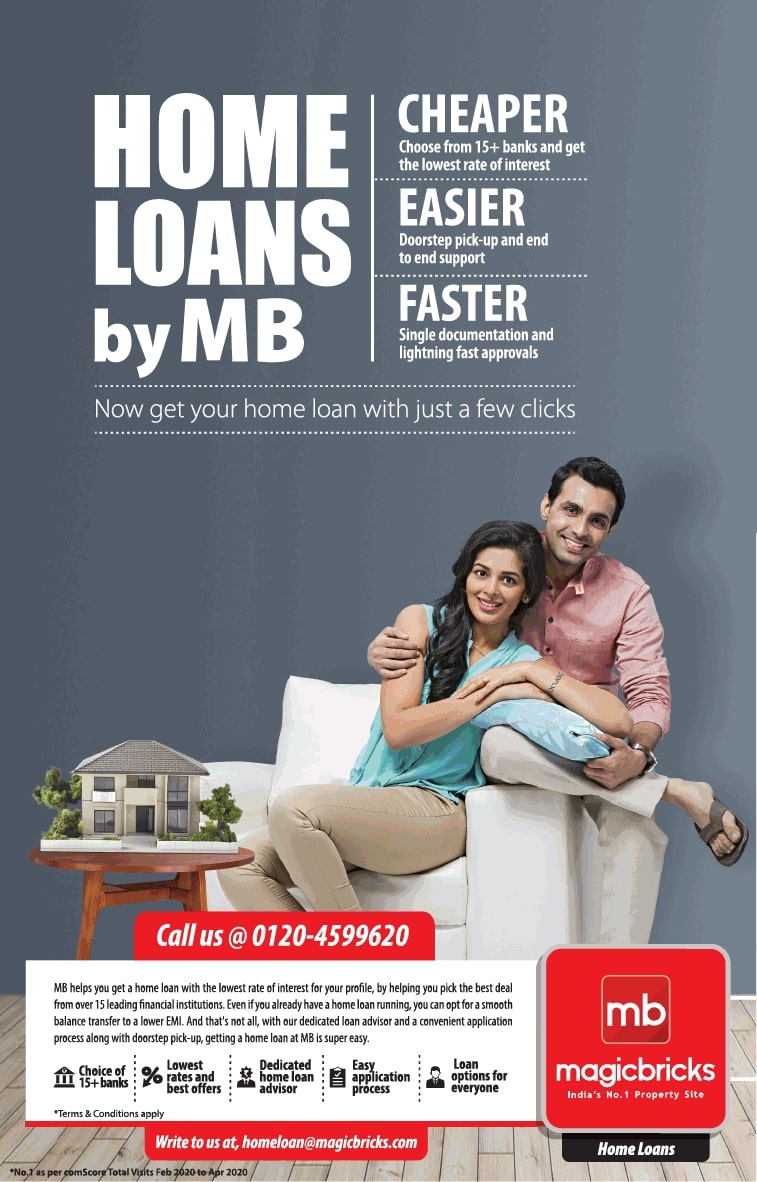 HOME
LOANS
by MB
CHEAPER
Choose from 15+ banks and get
the lowest rate of interest
EASIER
Doorstep pick-up and end
to end support
FASTER
Single documentation and
lightning fast approvals
Now get your home loan with just a few clicks
Call us @ 0120-4599620
MB helps you get a home loan with the lowest rate of interest for your profile, by helping you pick the best deal
from over 15 leading financial institutions. Even if you already have a home loan running, you can opt for a smooth
balance transfer to a lower EMI. And that's not all, with our dedicated loan advisor and a convenient application
process along with doorstep pick-up, getting a home loan at MB is super easy.
Choice of
15+ banks
Lowest
rates and
best offers
Dedicated
home loan
advisor
Easy
application
process
Loan
options for
everyone
*Terms & Conditions apply
Write to us at, homeloan@magicbricks.com
mb
magicbricks
India's No.1 Property Site
Home Loans
*No.1 as per comScore Total Visits Feb 2020 to Apr 2020